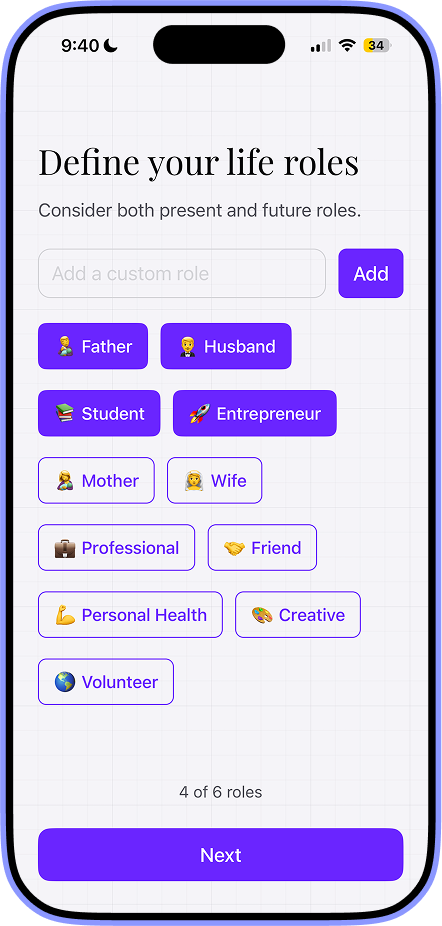 9:40
34
Define your life roles
Consider both present and future roles.
Add a custom role
Add
Father
Husband
Student
Entrepreneur
Mother
Wife
Professional
Friend
Personal Health
Creative
Volunteer
4 of 6 roles
Next